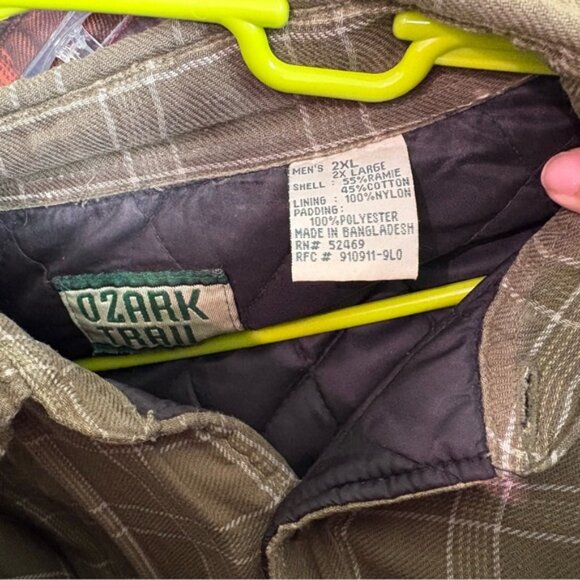 MEN'S 2XL
2X LARGE
SHELL : 55%RAMIE
45%COTTON
LINING : 100%NYLON
PADDING:
100%POLYESTER
MADE IN BANGLADESH
RN# 52469
RFC # 910911-9L0
OZARK
TRAIL